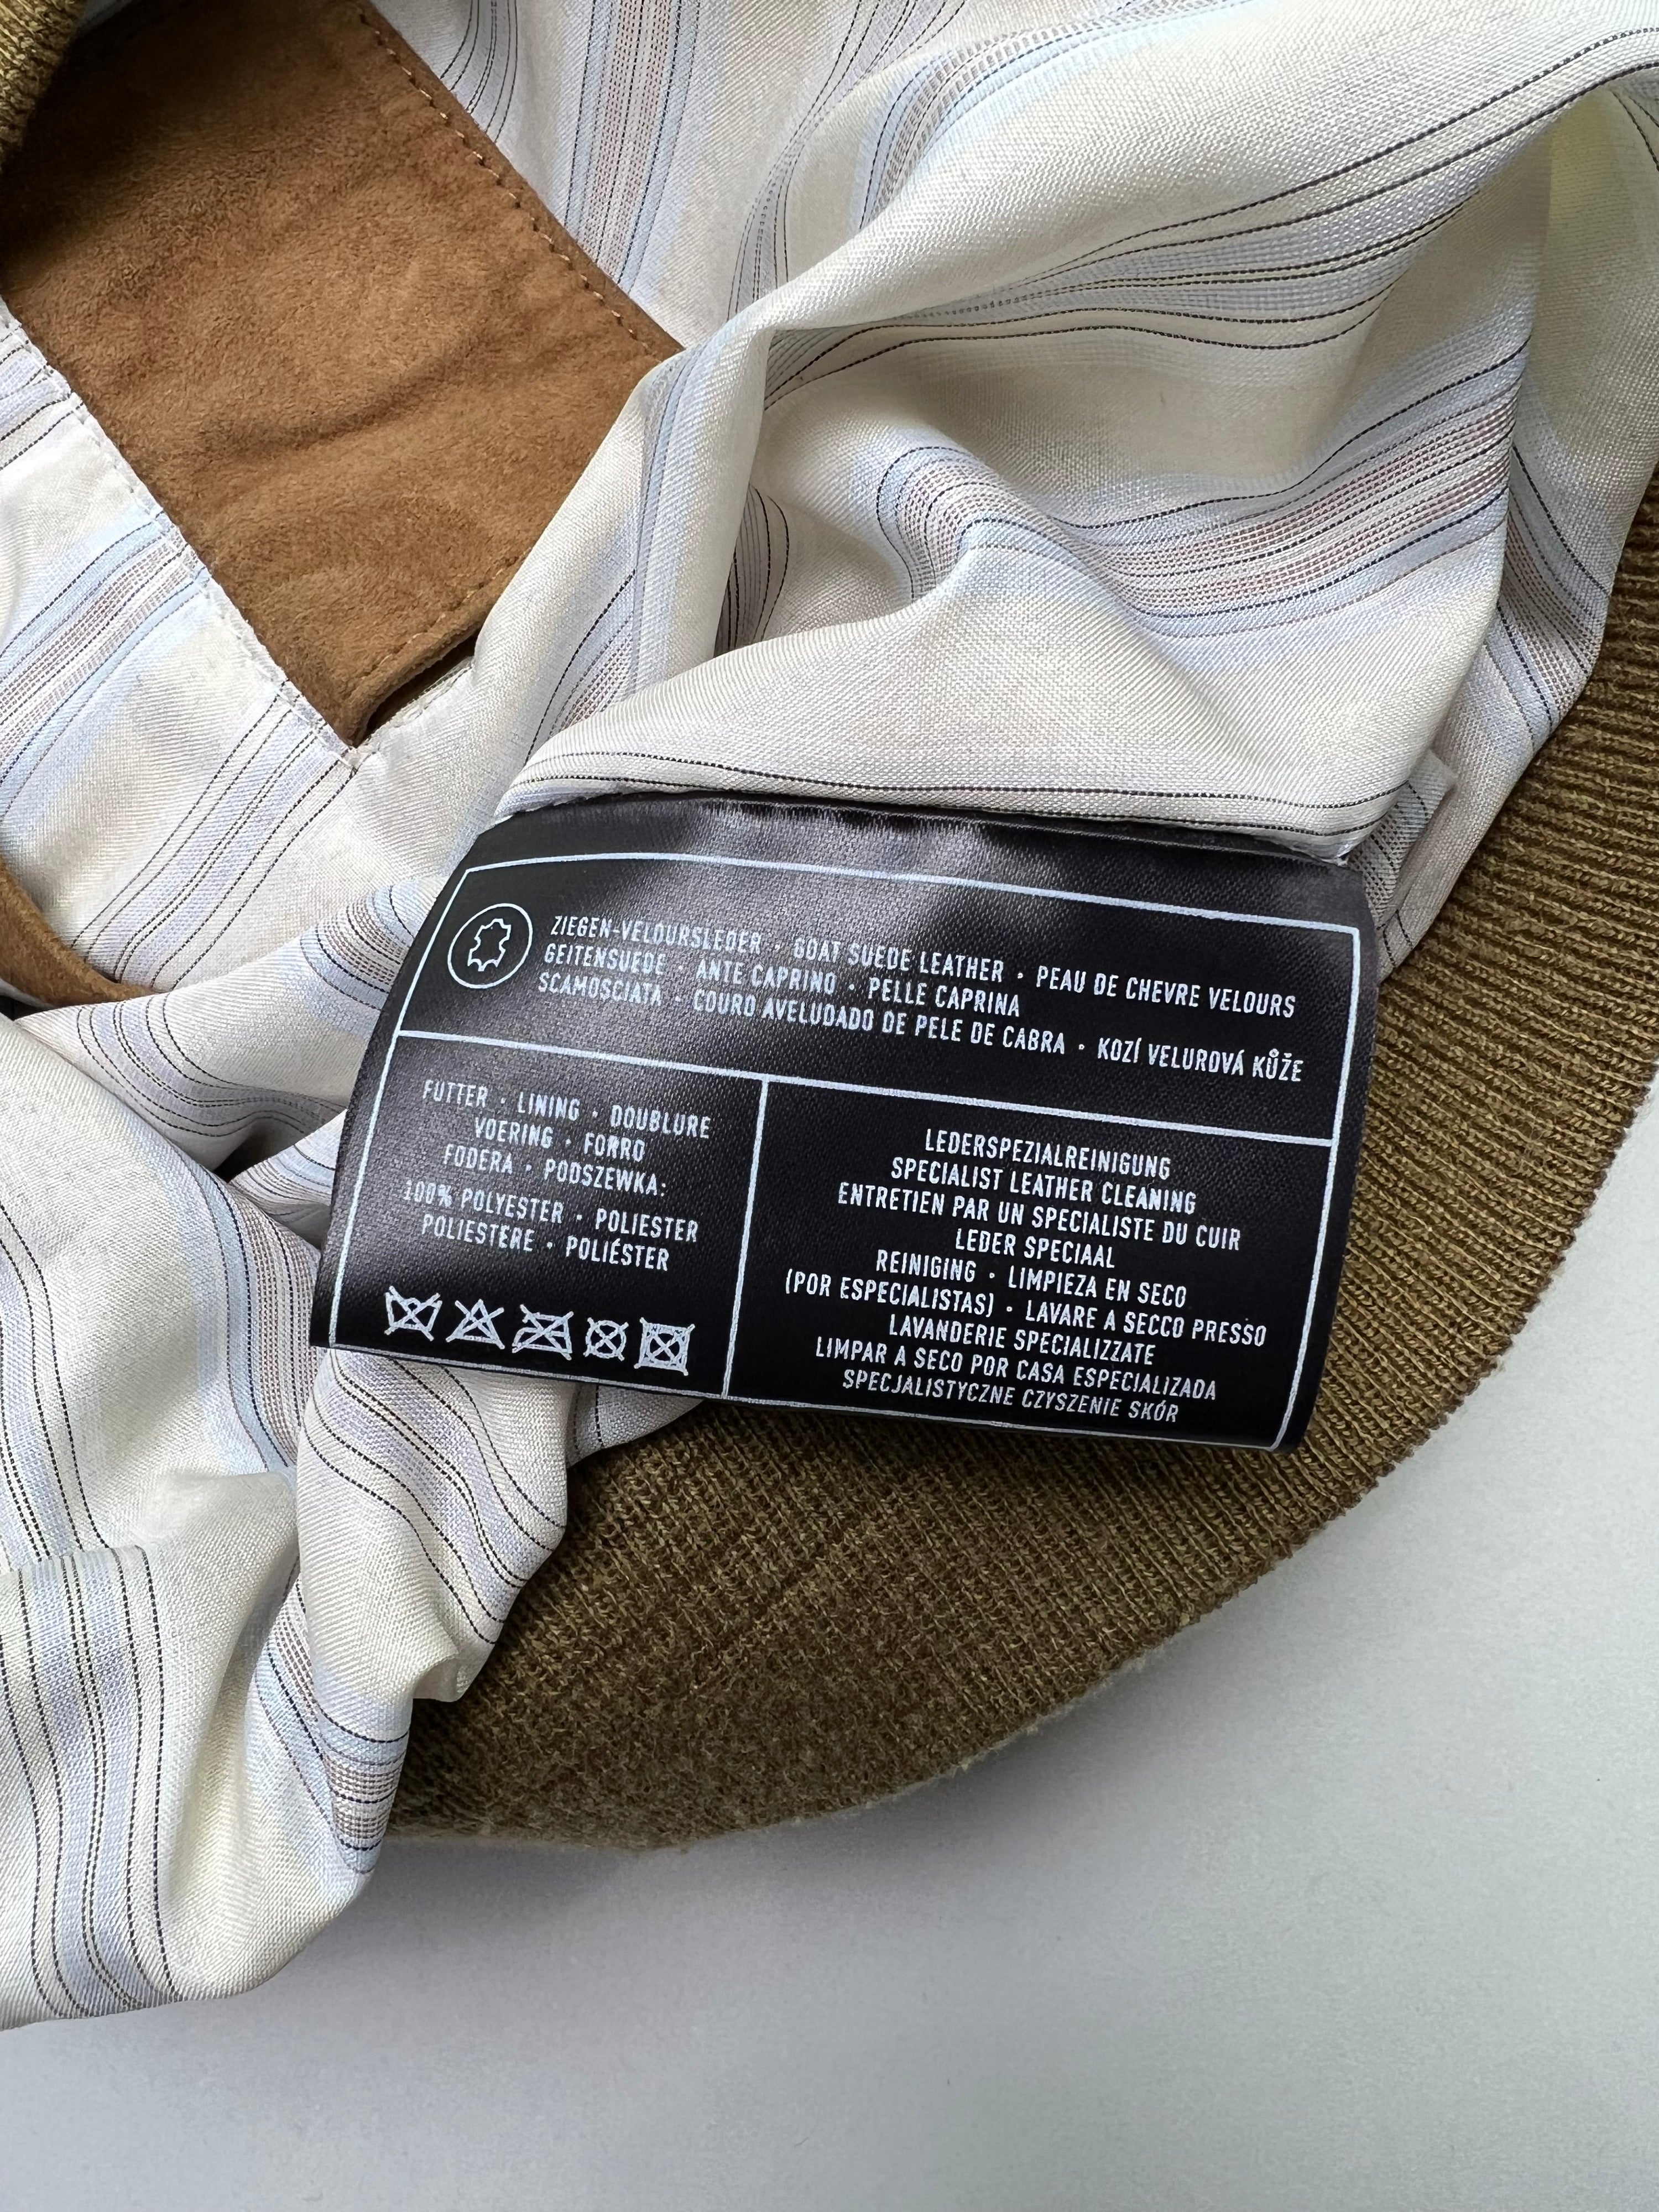 ZIEGEN-VELOURSLEDER · GOAT SUEDE LEATHER · PEAU DE CHEVRE VELOURS
GEITENSUEDE · ANTE CAPRINO · PELLE CAPRINA
SCAMOSCIATA · COURO AVELUDADO DE PELE DE CABRA · KOZÍ VELUROVÁ KŮŽE
FUTTER · LINING · DOUBLURE
VOERING · FORRO
FODERA · PODSZEWKA:
100% POLYESTER · POLIESTER
POLIESTERE · POLIÉSTER
LEDERSPEZIALREINIGUNG
SPECIALIST LEATHER CLEANING
ENTRETIEN PAR UN SPECIALISTE DU CUIR
LEDER SPECIAAL
REINIGING · LIMPIEZA EN SECO
(POR ESPECIALISTAS) · LAVARE A SECCO PRESSO
LAVANDERIE SPECIALIZZATE
LIMPAR A SECO POR CASA ESPECIALIZADA
SPECJALISTYCZNE CZYSZENIE SKÓR